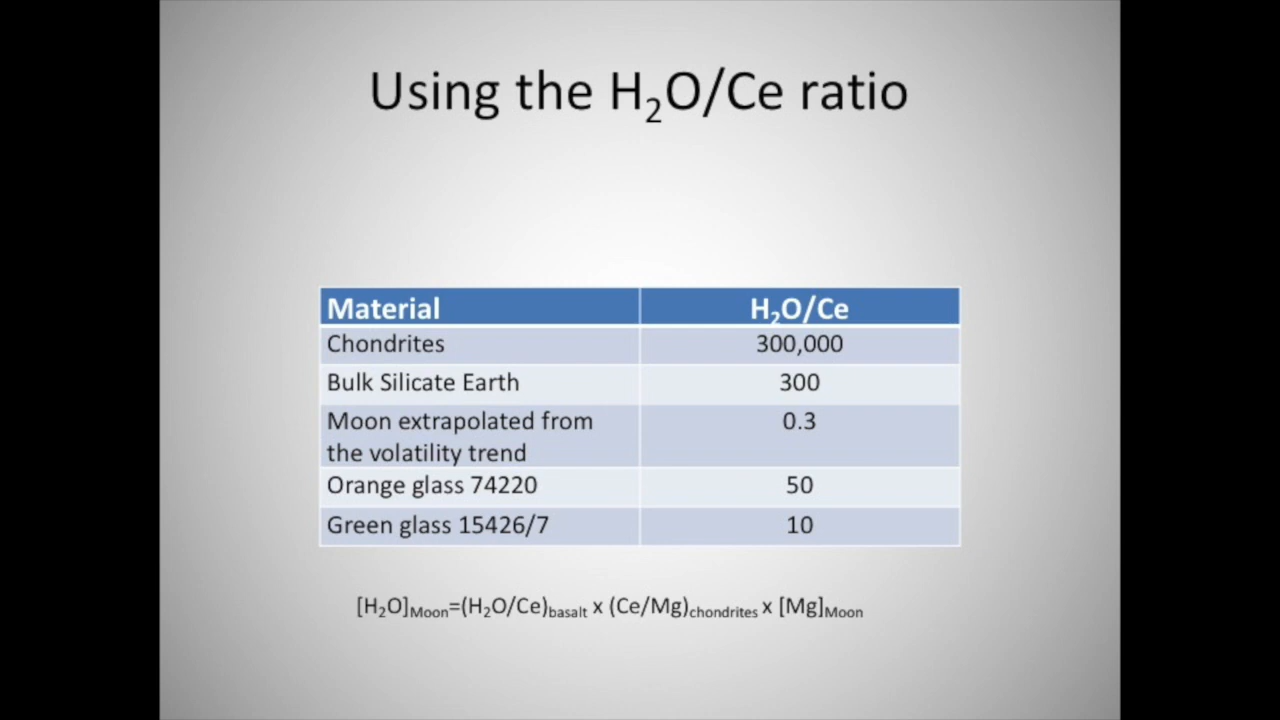 Using the H₂O/Ce ratio
Material H₂O/Ce
Chondrites 300,000
Bulk Silicate Earth 300
Moon extrapolated from 0.3
the volatility trend
Orange glass 74220 50
Green glass 15426/7 10
[H₂O]Moon=(H₂O/Ce)basalt x (Ce/Mg)chondrites x [Mg]Moon